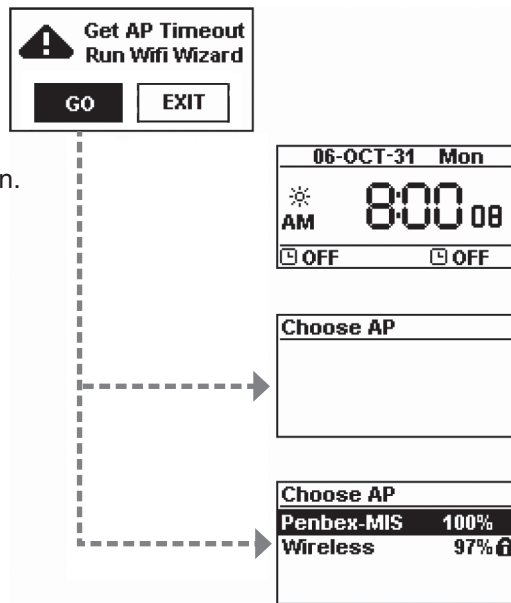 Get AP Timeout
Run Wifi Wizard
GO EXIT
n.
06-OCT-31 Mon
AM 8:00 08
OFF OFF
Choose AP
Choose AP
Penbex-MIS 100%
Wireless 97%